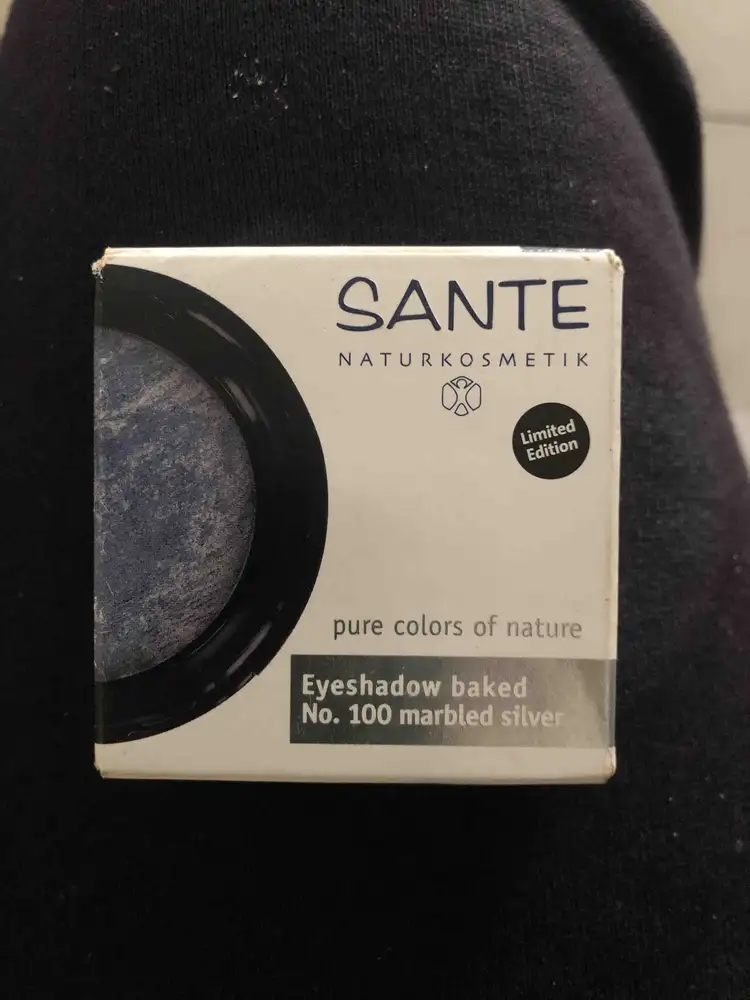 SANTE
NATURKOSMETIK
Limited
Edition
pure colors of nature
Eyeshadow baked
No. 100 marbled silver